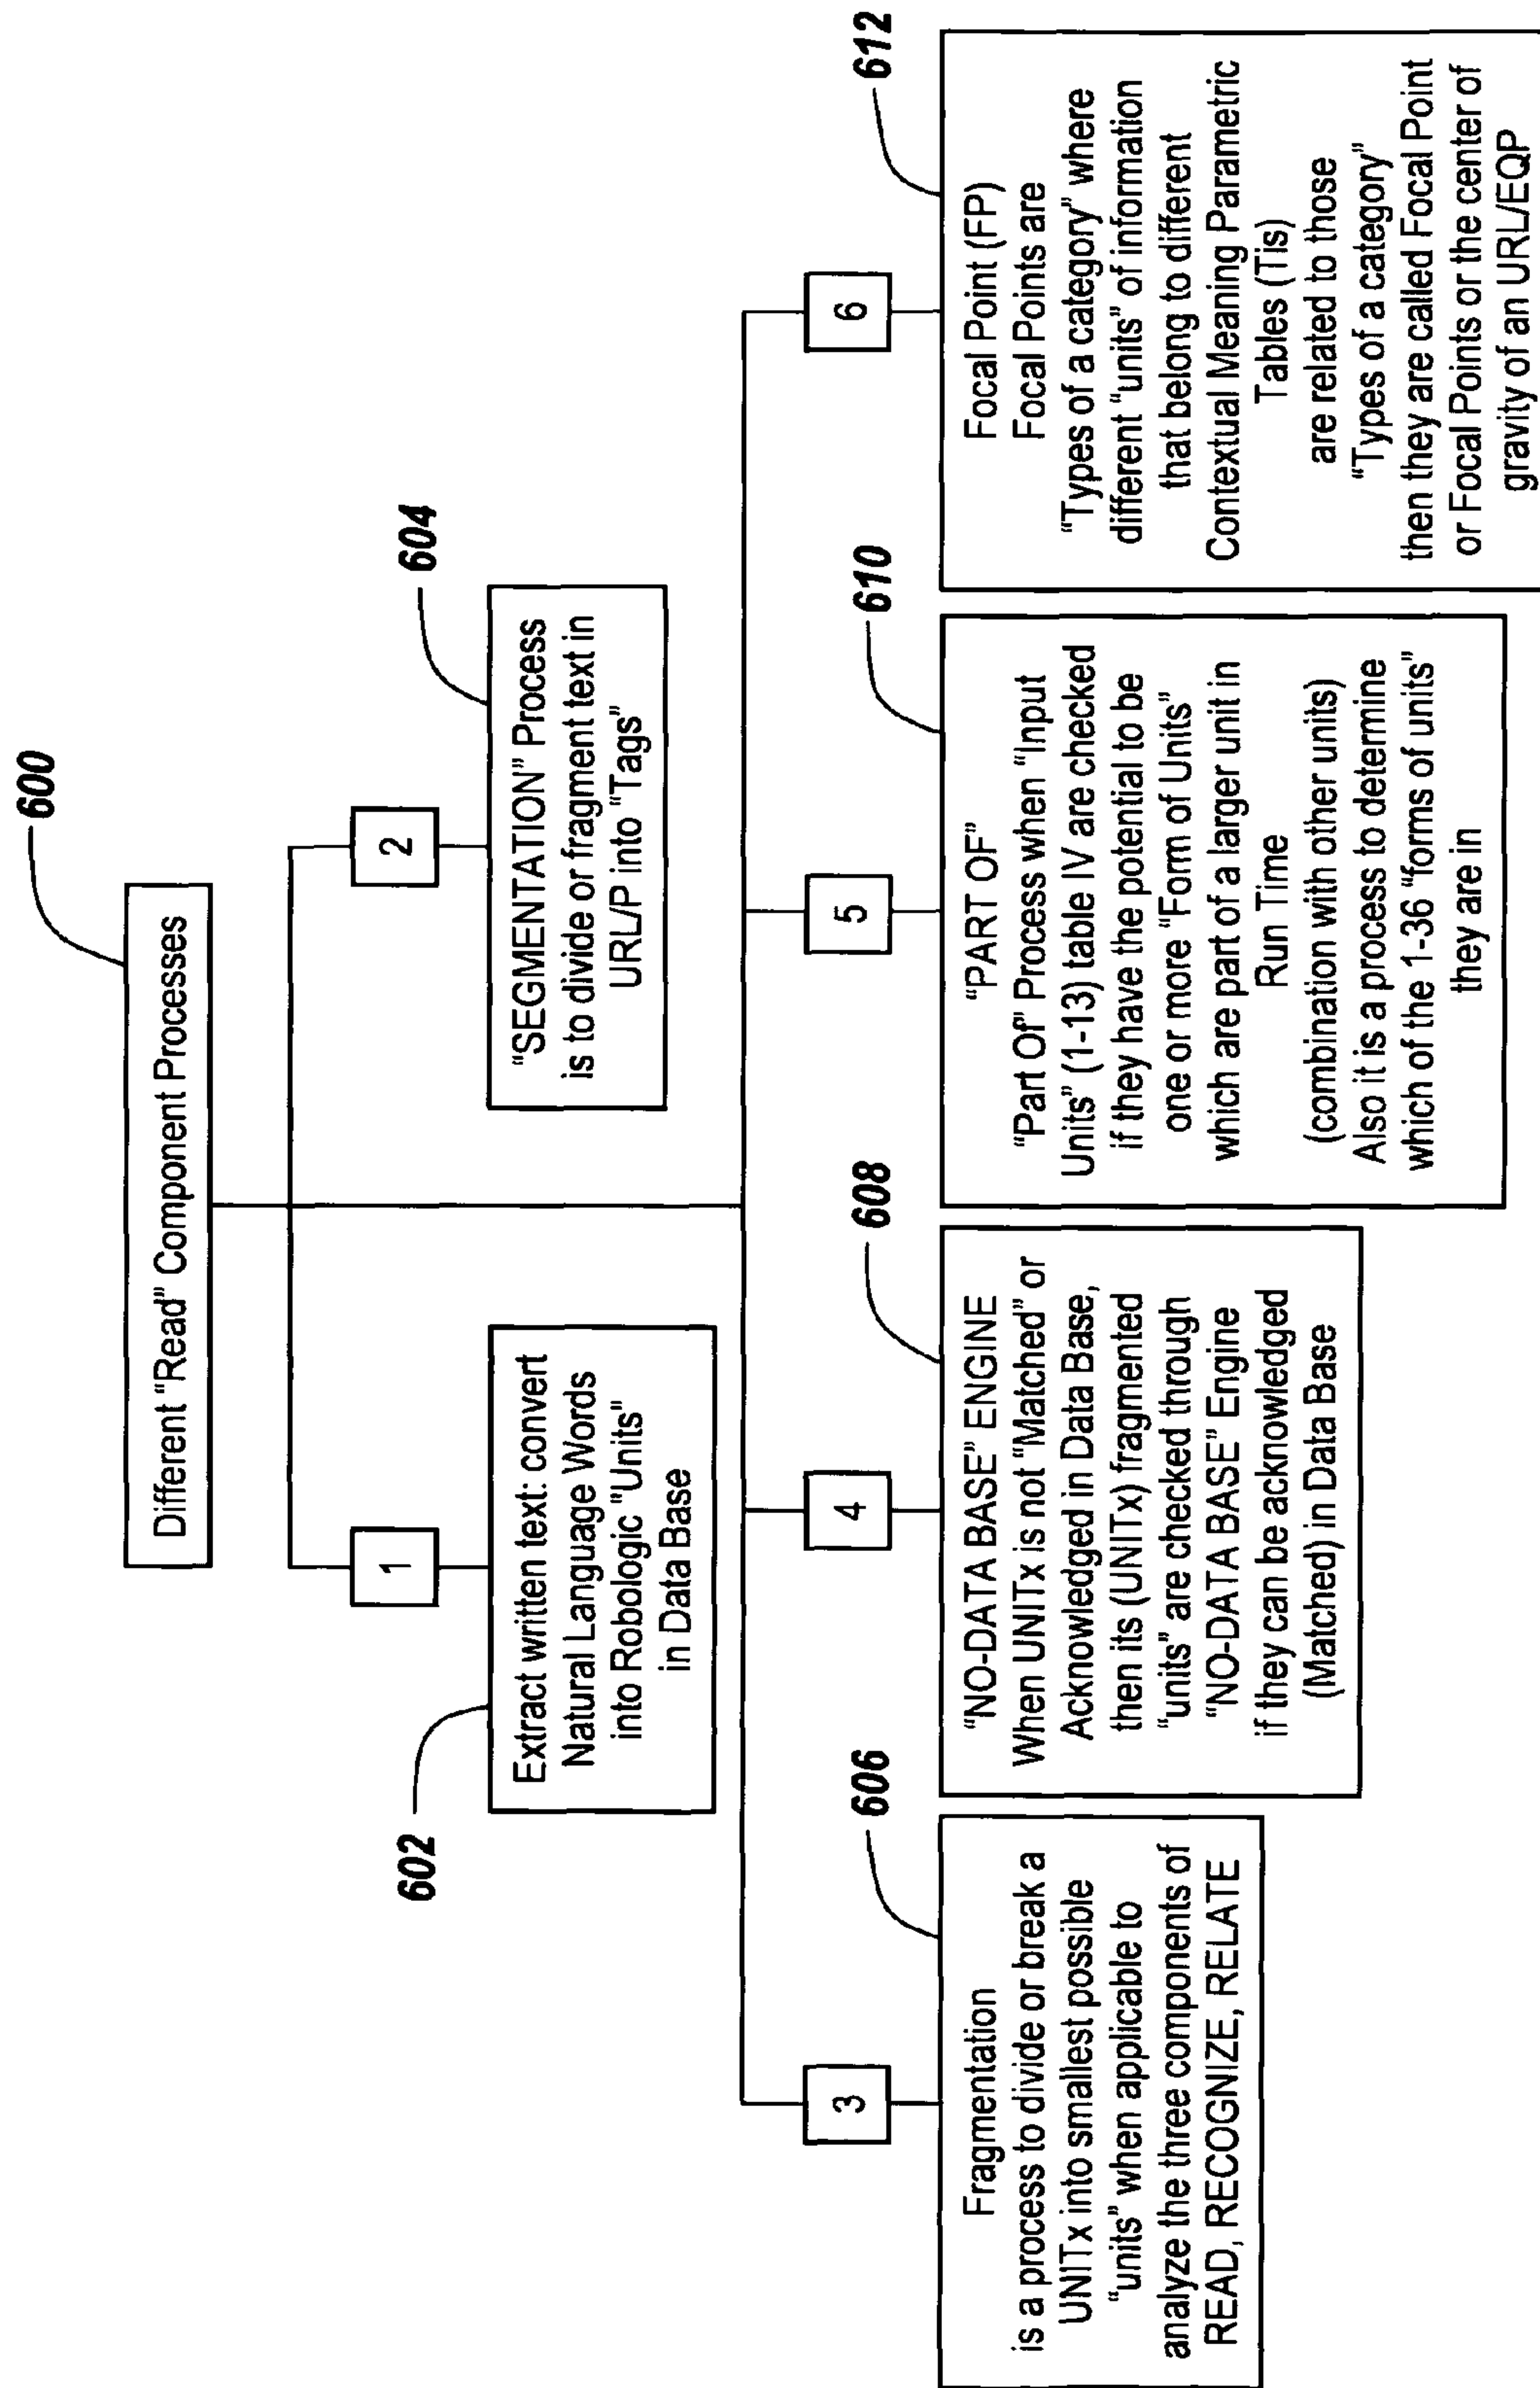 600
Different "Read" Component Processes
1
602
Extract written text: convert
Natural Language Words
into Robologic "Units"
in Data Base
2
604
"SEGMENTATION" Process
is to divide or fragment text in
URL/P into "Tags"
3
606
Fragmentation
is a process to divide or break a
UNITx into smallest possible
"units" when applicable to
analyze the three components of
READ, RECOGNIZE, RELATE
4
608
"NO-DATA BASE" ENGINE
When UNITx is not "Matched" or
Acknowledged in Data Base,
then its (UNITx) fragmented
"units" are checked through
"NO-DATA BASE" Engine
if they can be acknowledged
(Matched) in Data Base
5
610
"PART OF"
"Part Of" Process when "Input
Units" (1-13) table IV are checked
if they have the potential to be
one or more "Form of Units"
which are part of a larger unit in
Run Time
(combination with other units)
Also it is a process to determine
which of the 1-36 "forms of units"
they are in
6
612
Focal Point (FP)
Focal Points are
"Types of a category" where
different "units" of information
that belong to different
Contextual Meaning Parametric
Tables (Tis)
are related to those
"Types of a category"
then they are called Focal Point
or Focal Points or the center of
gravity of an URL/EQP